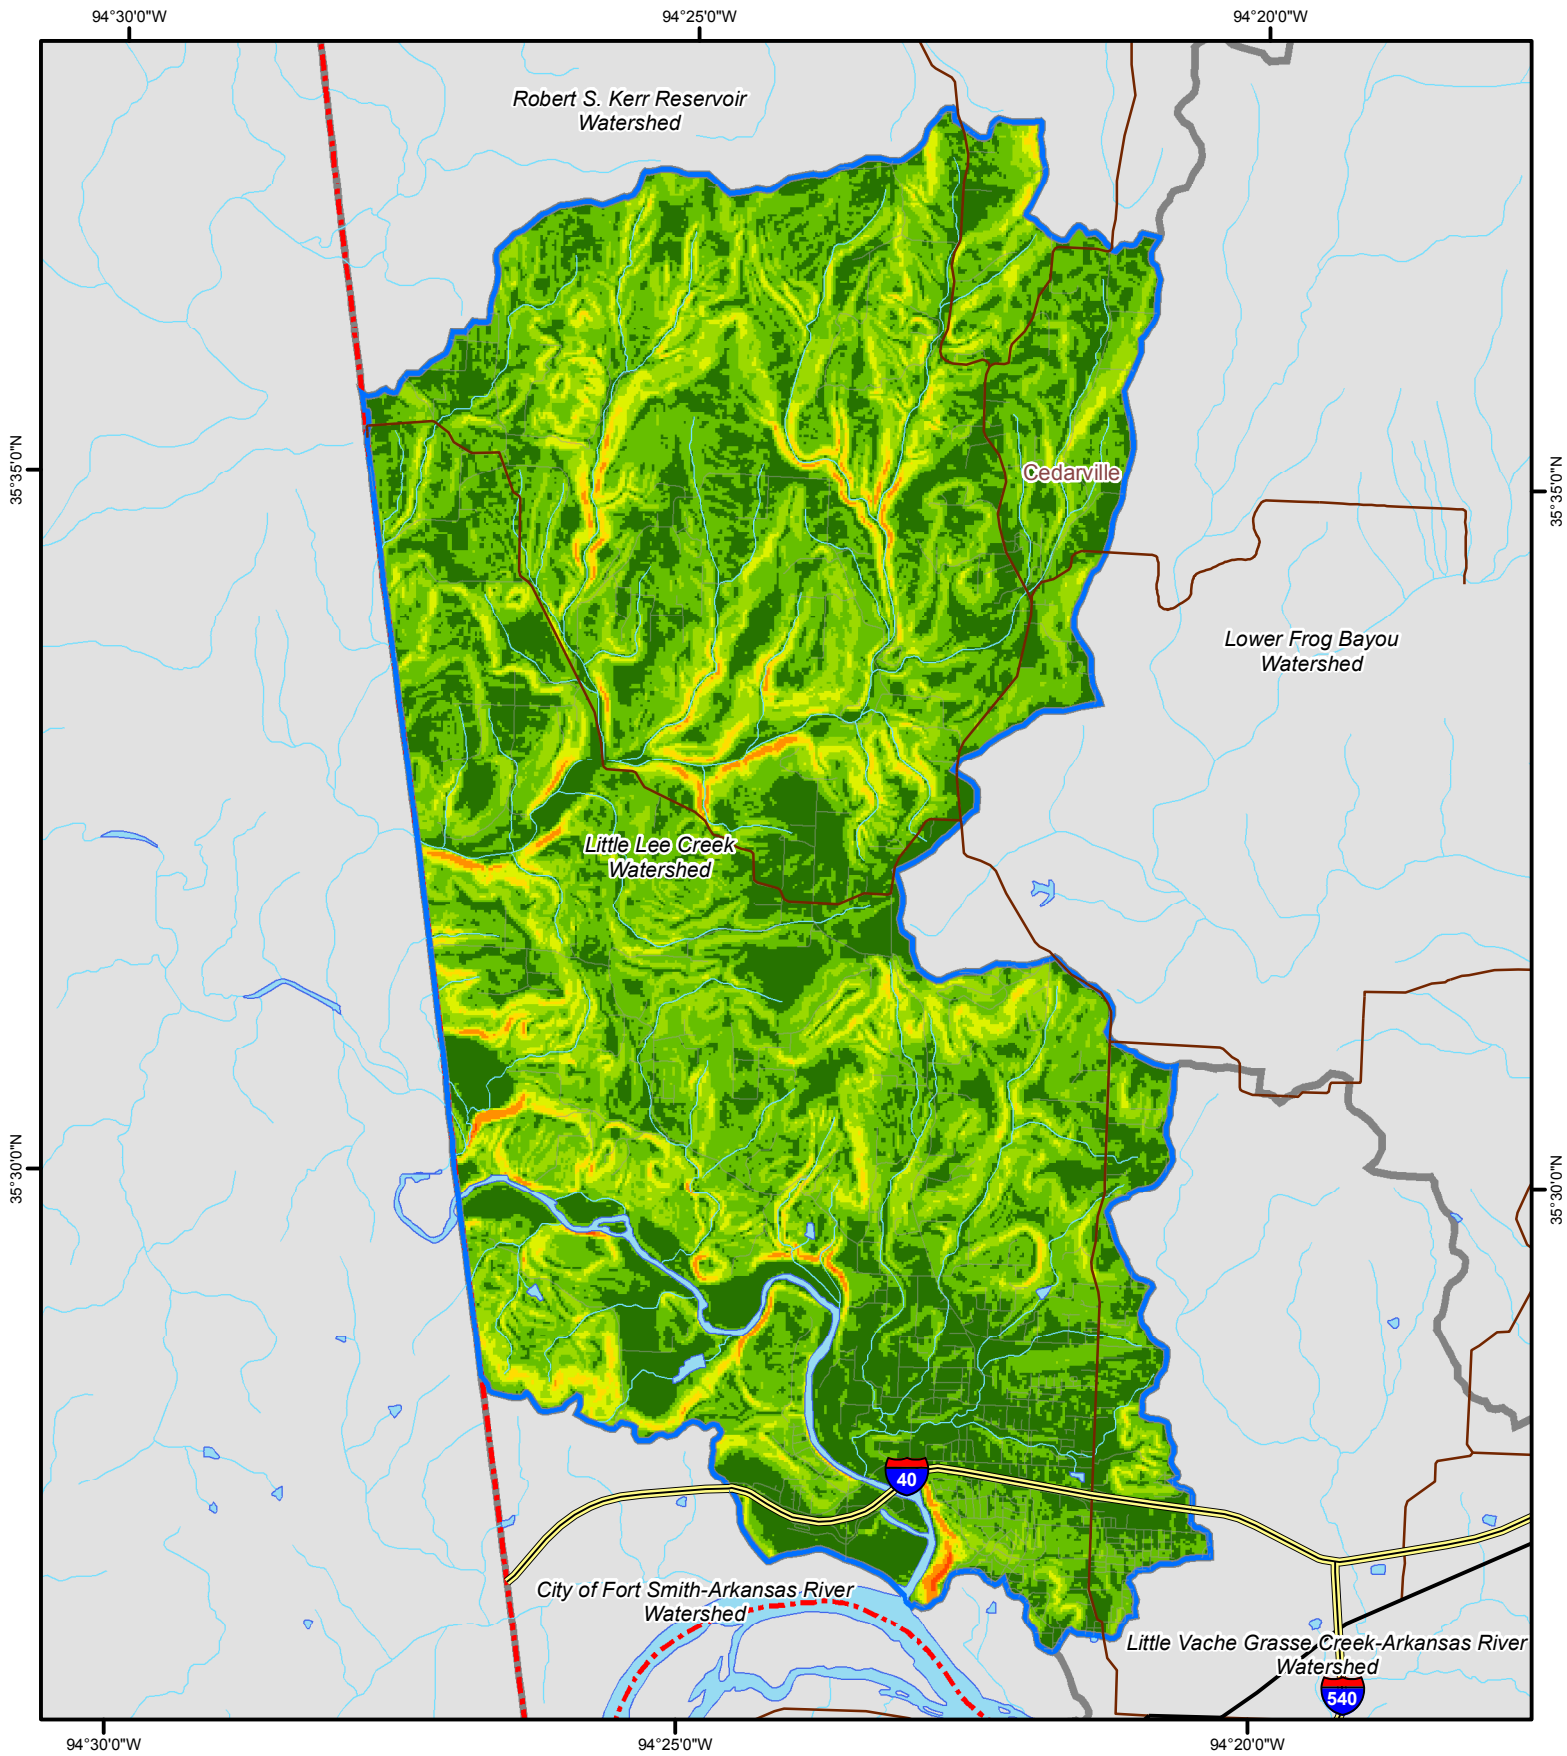 94°30'0"W
94°25'0"W
94°20'0"W
Robert S. Kerr Reservoir
Watershed
35°35'0"N
35°35'0"N
Cedarville
Lower Frog Bayou
Watershed
Little Lee Creek
Watershed
35°30'0"N
35°30'0"N
40
City of Fort Smith-Arkansas River
Watershed
Little Vache Grasse Creek-Arkansas River
Watershed
540
94°30'0"W
94°25'0"W
94°20'0"W